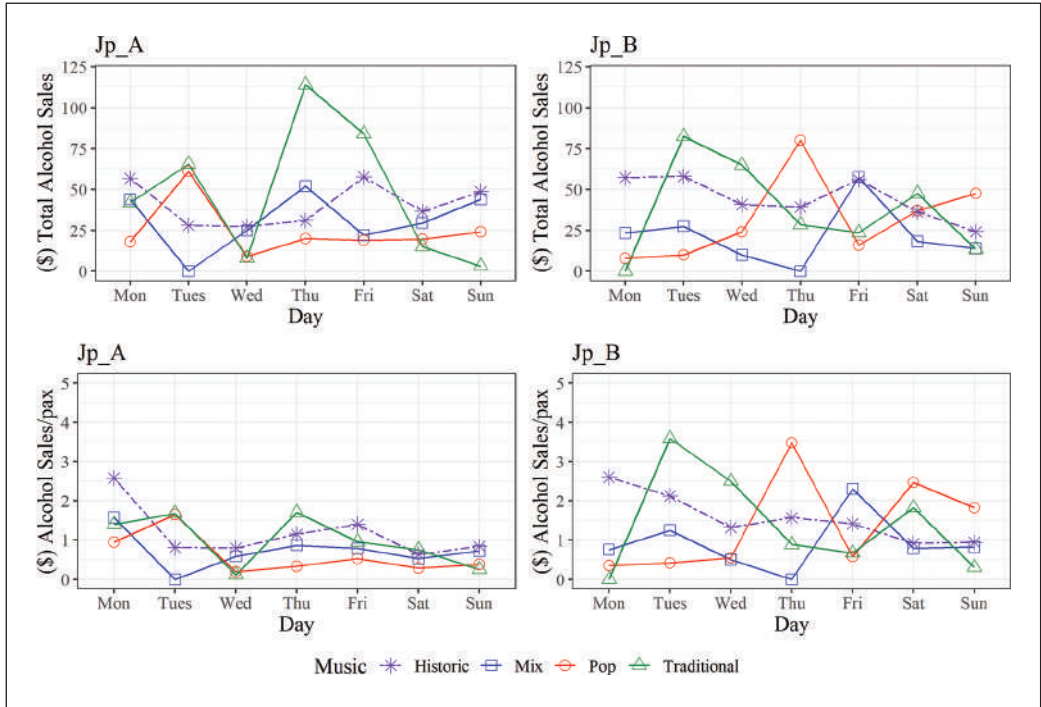 Jp_A
Jp_B
($) Total Alcohol Sales
125
100
75
50
25
0
Mon Tues Wed Thu Fri Sat Sun
Day
($) Total Alcohol Sales
125
100
75
50
25
0
Mon Tues Wed Thu Fri Sat Sun
Day
Jp_A
Jp_B
($) Alcohol Sales/pax
5
4
3
2
1
0
Mon Tues Wed Thu Fri Sat Sun
Day
($) Alcohol Sales/pax
5
4
3
2
1
0
Mon Tues Wed Thu Fri Sat Sun
Day
Music Historic Mix Pop Traditional